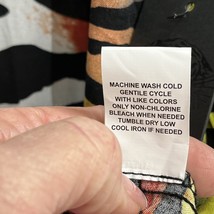 MACHINE WASH COLD
GENTILE CYCLE
WITH LIKE COLORS
ONLY NON-CHLORINE
BLEACH WHEN NEEDED
TUMBLE DRY LOW
COOL IRON IF NEEDED